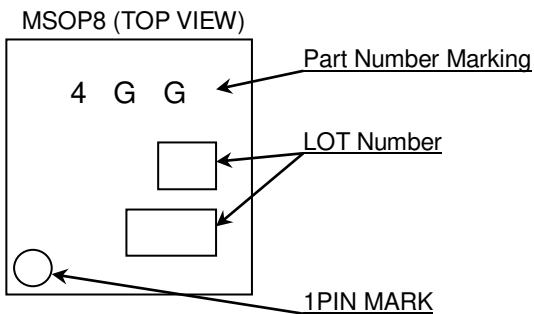 MSOP8 (TOP VIEW)
Part Number Marking
4 G G
LOT Number
1PIN MARK